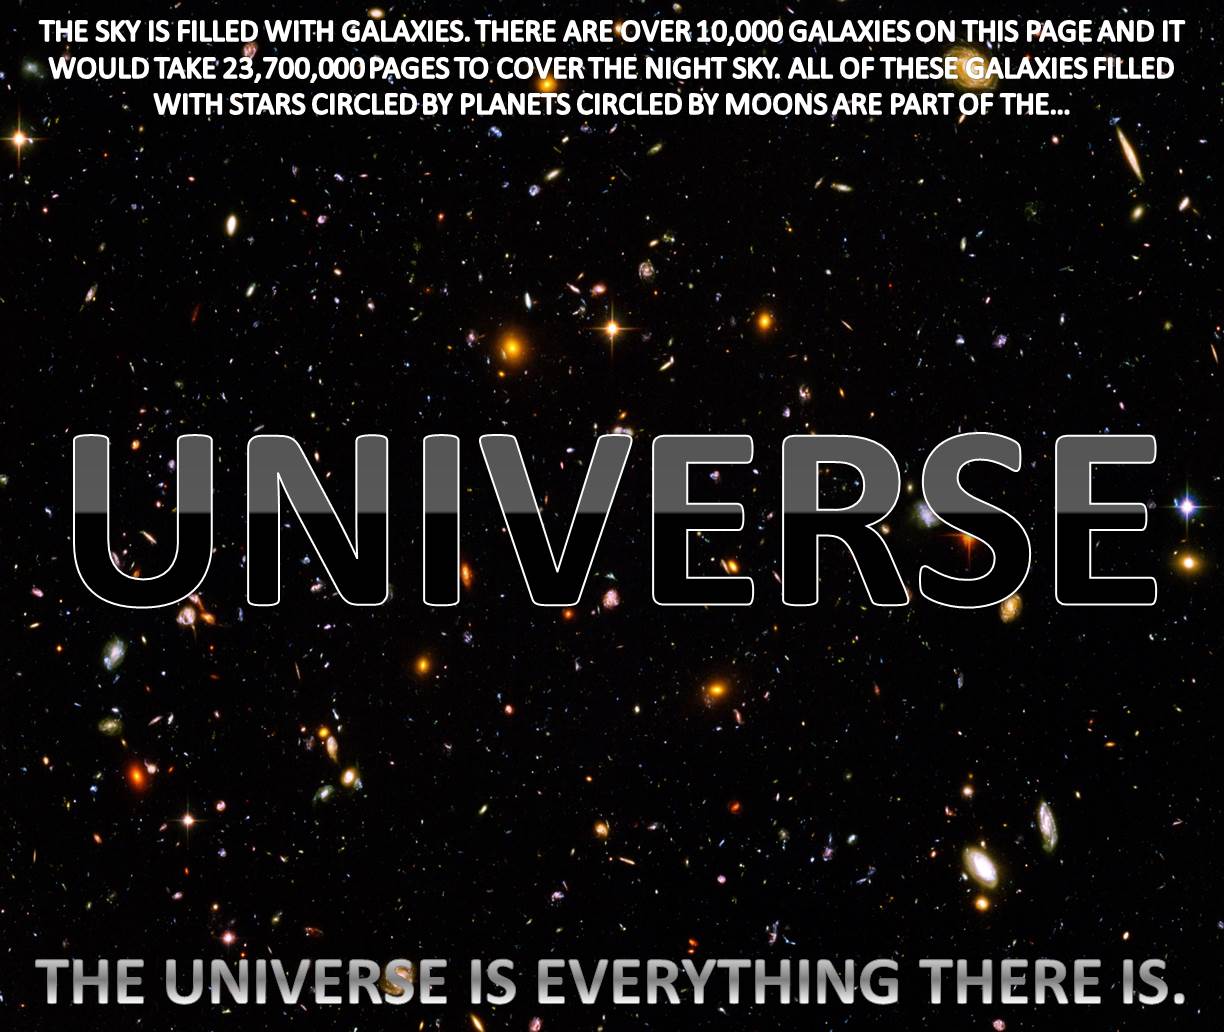 THE SKY IS FILLED WITH GALAXIES. THERE ARE OVER 10,000 GALAXIES ON THIS PAGE AND IT
WOULD TAKE 23,700,000 PAGES TO COVER THE NIGHT SKY. ALL OF THESE GALAXIES FILLED
WITH STARS CIRCLED BY PLANETS CIRCLED BY MOONS ARE PART OF THE...
UNIVERSE
THE UNIVERSE IS EVERYTHING THERE IS.